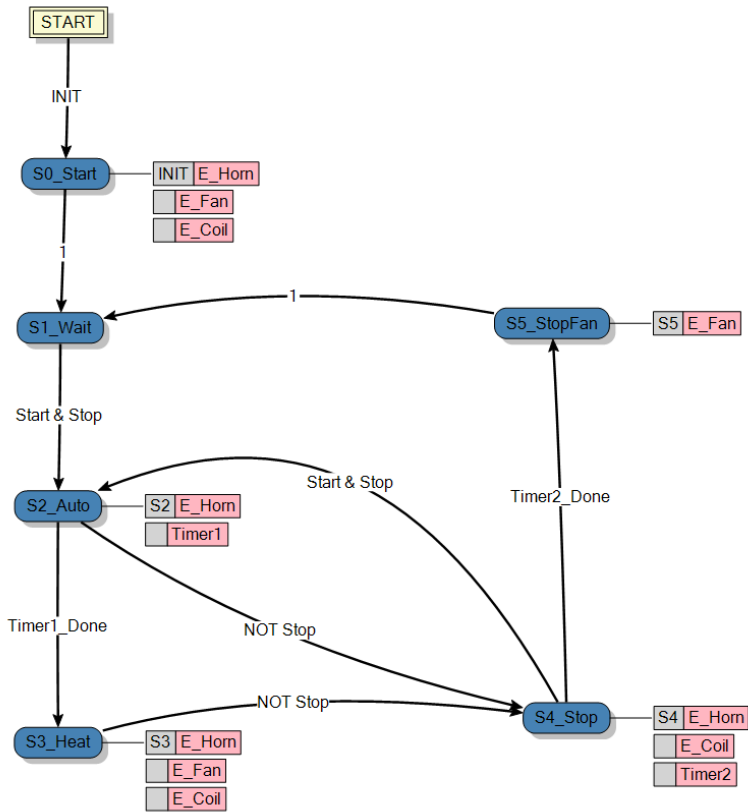 START
INIT
S0_Start
INIT E_Horn
E_Fan
E_Coil
1
1
S1_Wait
S5_StopFan
S5 E_Fan
Start & Stop
Start & Stop
Timer2_Done
S2_Auto
S2 E_Horn
Timer1
Timer1_Done
NOT Stop
NOT Stop
S4_Stop
S4 E_Horn
E_Coil
Timer2
S3_Heat
S3 E_Horn
E_Fan
E_Coil